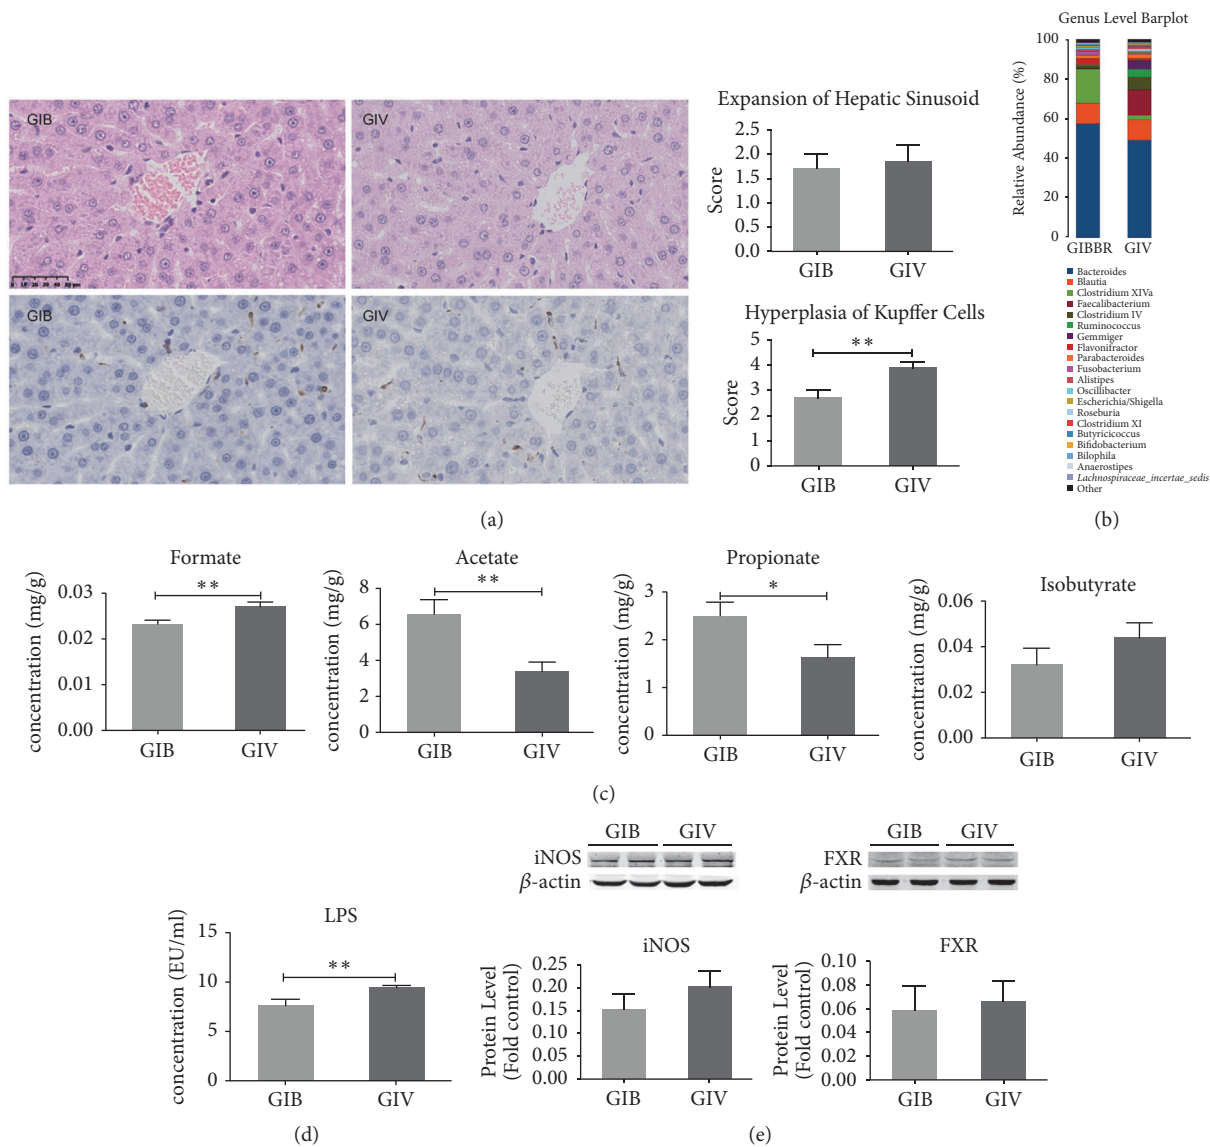 Genus Level Barplot
100
80
60
40
20
0
Relative Abundance (%)
GIBBR GIV
Bacteroides
Blautia
Clostridium XIVa
Faecalibacterium
Clostridium IV
Ruminococcus
Gemmiger
Flavonifractor
Parabacteroides
Fusobacterium
Alistipes
Oscillibacter
Escherichia/Shigella
Roseburia
Clostridium XI
Butyricicoccus
Bifidobacterium
Bilophila
Anaerostipes
Lachnospiraceae_incertae_sedis
Other
(b)
GIB
GIV
0 10 20 30 40 50 μm
GIB
GIV
Expansion of Hepatic Sinusoid
2.5
2.0
1.5
1.0
0.5
0.0
Score
GIB GIV
Hyperplasia of Kupffer Cells
**
5
4
3
2
1
0
Score
GIB GIV
(a)
Formate
**
0.03
0.02
0.01
0.00
concentration (mg/g)
GIB GIV
Acetate
**
8
6
4
2
0
concentration (mg/g)
GIB GIV
Propionate
*
3
2
1
0
concentration (mg/g)
GIB GIV
Isobutyrate
0.06
0.04
0.02
0.00
concentration (mg/g)
GIB GIV
(c)
LPS
**
15
10
5
0
concentration (EU/ml)
GIB GIV
(d)
GIB GIV
iNOS
β-actin
GIB GIV
FXR
β-actin
iNOS
0.25
0.20
0.15
0.10
0.05
0.00
Protein Level
(Fold control)
GIB GIV
FXR
0.10
0.08
0.06
0.04
0.02
0.00
Protein Level
(Fold control)
GIB GIV
(e)